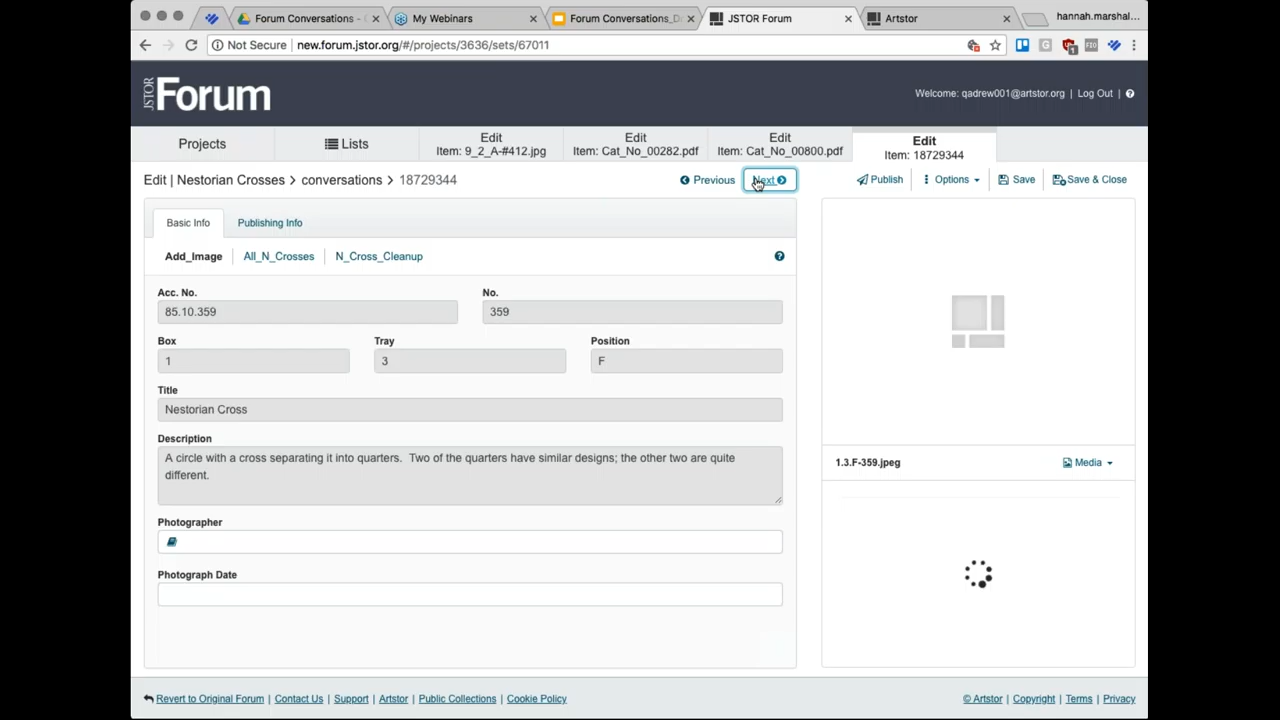 Forum Conversations -
My Webinars
Forum Conversations_D
JSTOR Forum
Artstor
hannah.marshal...
Not Secure | new.forum.jstor.org/#/projects/3636/sets/67011
JSTOR Forum
Welcome: qadrew001@artstor.org | Log Out |
Projects
Lists
Edit
Item: 9_2_A-#412.jpg
Edit
Item: Cat_No_00282.pdf
Edit
Item: Cat_No_00800.pdf
Edit
Item: 18729344
Edit | Nestorian Crosses > conversations > 18729344
Previous
Next
Publish
Options
Save
Save & Close
Basic Info
Publishing Info
Add_Image
All_N_Crosses
N_Cross_Cleanup
Acc. No.
85.10.359
No.
359
Box
1
Tray
3
Position
F
Title
Nestorian Cross
Description
A circle with a cross separating it into quarters. Two of the quarters have similar designs; the other two are quite
different.
Photographer
Photograph Date
1.3.F-359.jpeg
Media
Revert to Original Forum | Contact Us | Support | Artstor | Public Collections | Cookie Policy
© Artstor | Copyright | Terms | Privacy